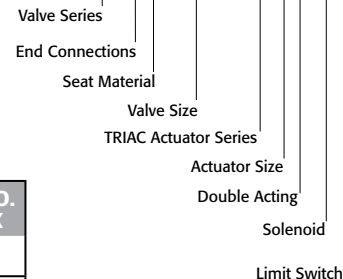 Valve Series
End Connections
Seat Material
Valve Size
TRIAC Actuator Series
Actuator Size
Double Acting
Solenoid
Limit Switch